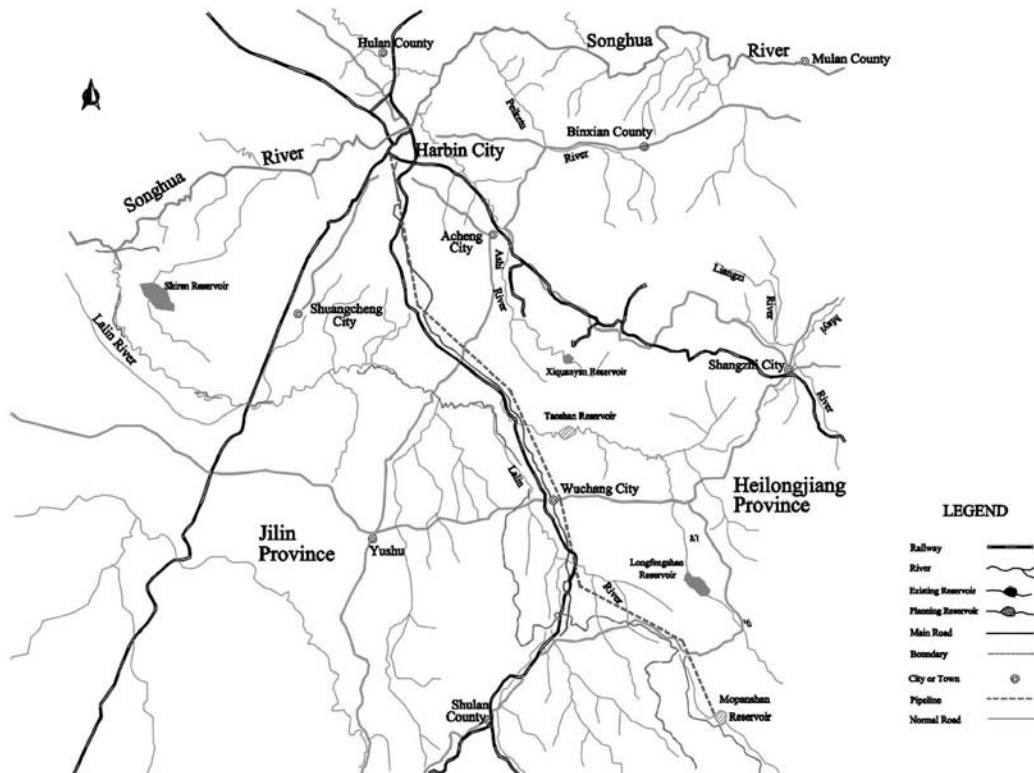 Hulan County
Songhua
River
Mulan County
Binxian County
River
Harbin City
River
Songhua
Acheng
City
Ashi
River
Liangzi
River
Shiren Reservoir
Shuangcheng
City
Lalin River
Xiquanyan Reservoir
Shangzhi City
River
Taoshan Reservoir
Lalin
Wuchang City
Heilongjiang
Province
LEGEND
Jilin
Province
Yushu
Longfengshan
Reservoir
River
Railway
River
Existing Reservoir
Planning Reservoir
Main Road
Boundary
City or Town
Pipeline
Normal Road
Shulan
County
Mopanshan
Reservoir